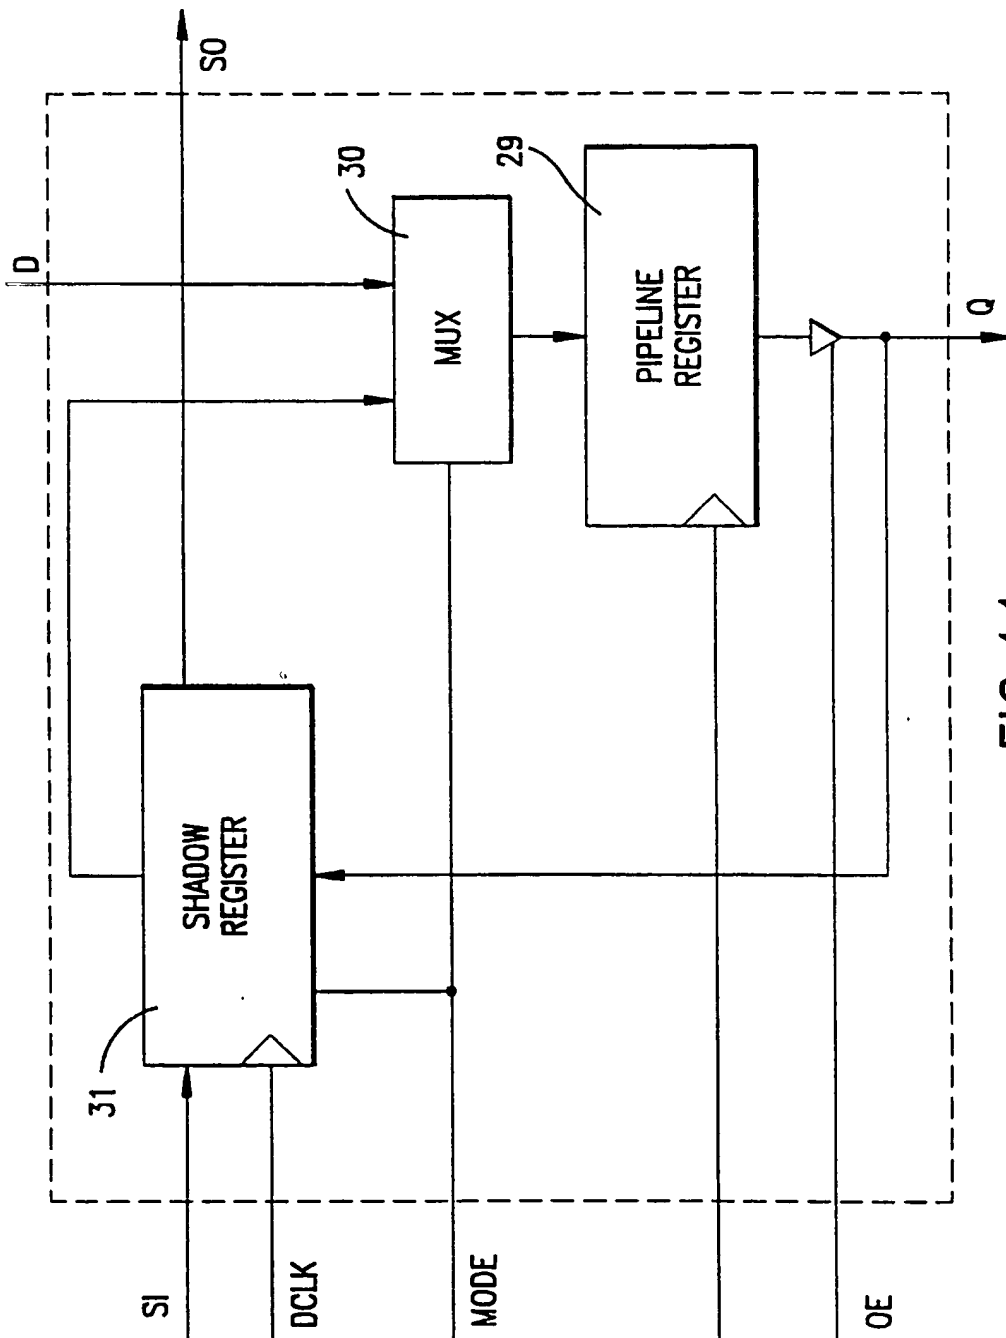 SO
D
30
29
MUX
PIPELINE
REGISTER
Q
SHADOW
REGISTER
31
SI
DCLK
MODE
OE